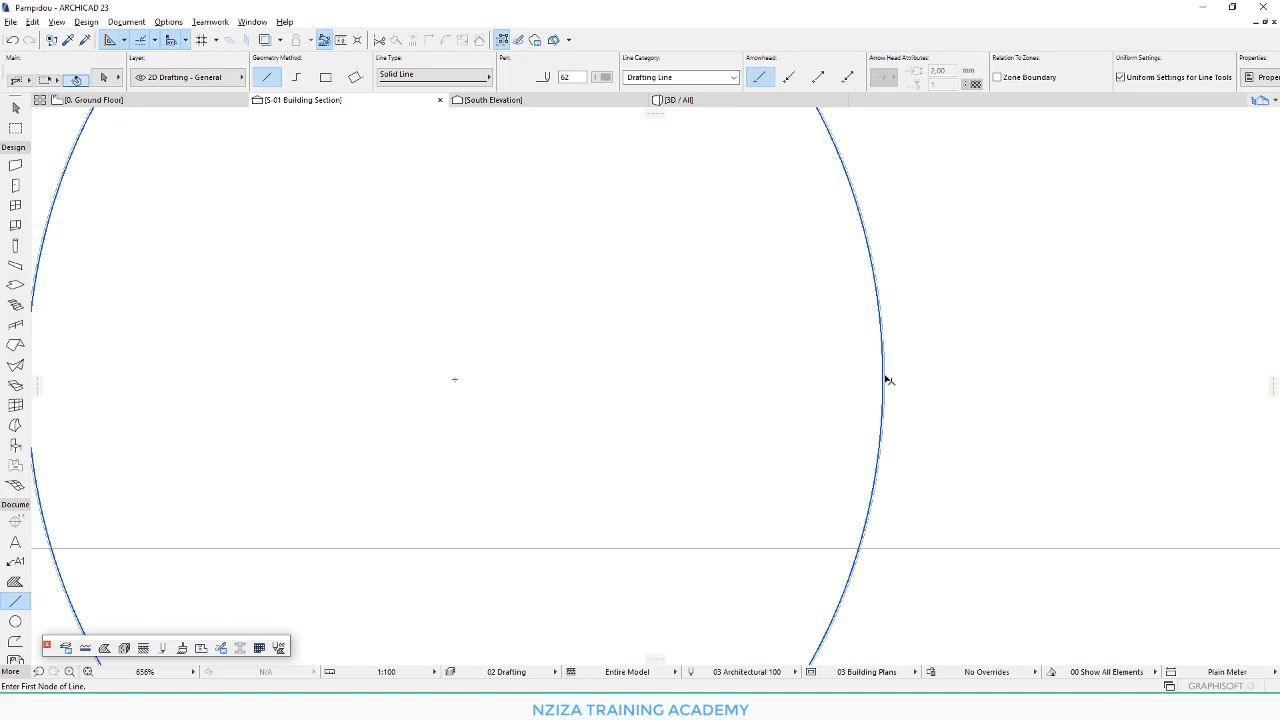 Pampidou - ARCHICAD 23
File Edit View Design Document Options Teamwork Window Help
Main: Layer: Geometry Method: Line Type: Pen: Line Category: Arrowhead: Arrow Head Attributes: Relation To Zones: Uniform Settings: Properties:
2D Drafting - General Solid Line 62 Drafting Line 2,00 mm Zone Boundary Uniform Settings for Line Tools Proper
1
[0. Ground Floor] [S-01 Building Section] [South Elevation] [3D / All]
Design
Docume
A1
More 656% N/A 1:100 02 Drafting Entire Model 03 Architectural 100 03 Building Plans No Overrides 00 Show All Elements Plain Meter
Enter First Node of Line. GRAPHISOFT
NZIZA TRAINING ACADEMY